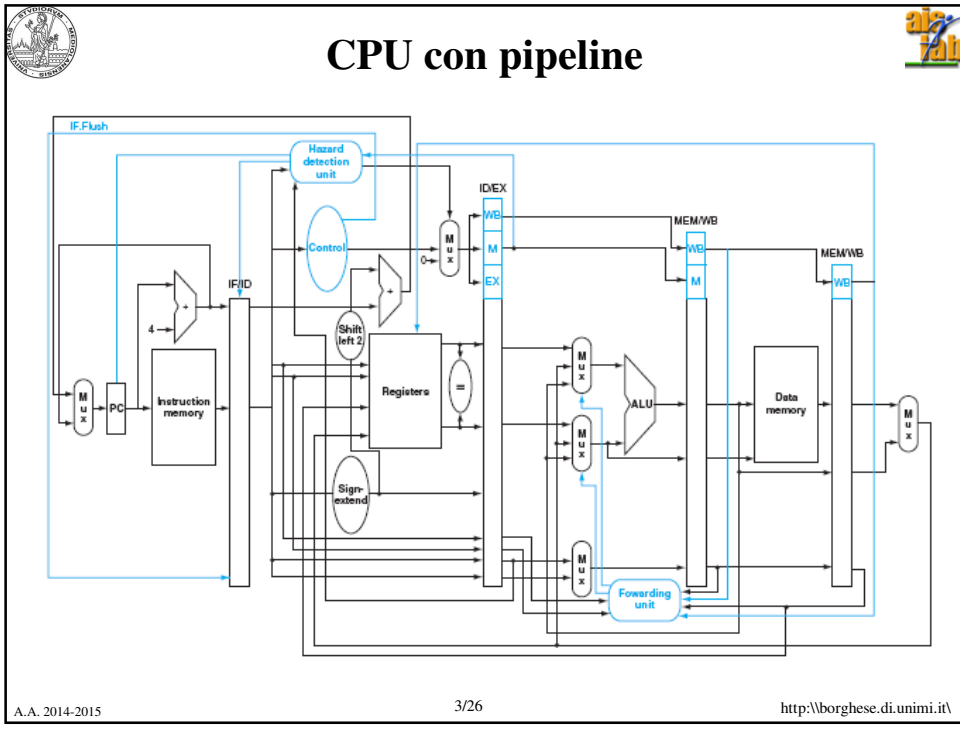 CPU con pipeline
IF.Flush
Hazard
detection
unit
ID/EX
WB
MEM/WB
Control
M
u
x
0
M
WB
MEM/WB
EX
M
WB
IF/ID
+
+
4
Shift
left 2
M
u
x
PC
Instruction
memory
Registers
=
M
u
x
ALU
M
u
x
Data
memory
M
u
x
Sign-
extend
M
u
x
Fowarding
unit
A.A. 2014-2015
3/26
http:\\borghese.di.unimi.it\